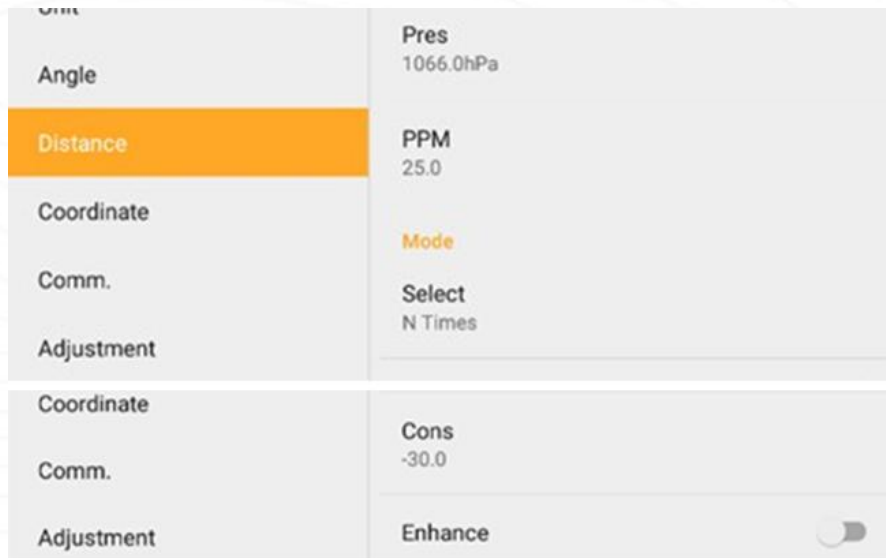 Unit
Angle
Distance
Coordinate
Comm.
Adjustment
Pres
1066.0hPa
PPM
25.0
Mode
Select
N Times
Coordinate
Comm.
Adjustment
Cons
-30.0
Enhance